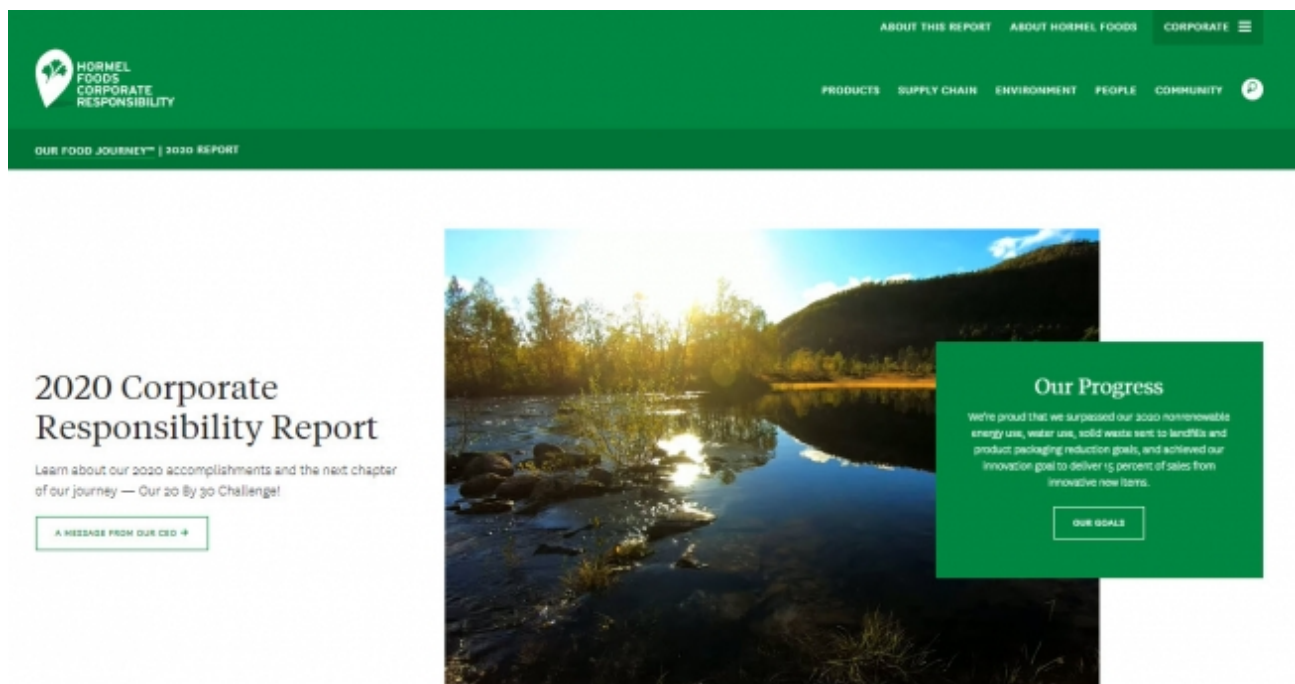 ABOUT THIS REPORT ABOUT HORMEL FOODS CORPORATE
HORMEL
FOODS
CORPORATE
RESPONSIBILITY
PRODUCTS SUPPLY CHAIN ENVIRONMENT PEOPLE COMMUNITY
OUR FOOD JOURNEY℠ | 2020 REPORT
2020 Corporate
Responsibility Report
Learn about our 2020 accomplishments and the next chapter
of our journey — Our 20 By 30 Challenge!
A MESSAGE FROM OUR CEO →
Our Progress
We're proud that we surpassed our 2020 nonrenewable
energy use, water use, solid waste sent to landfills and
product packaging reduction goals, and achieved our
innovation goal to deliver 15 percent of sales from
innovative new items.
OUR GOALS